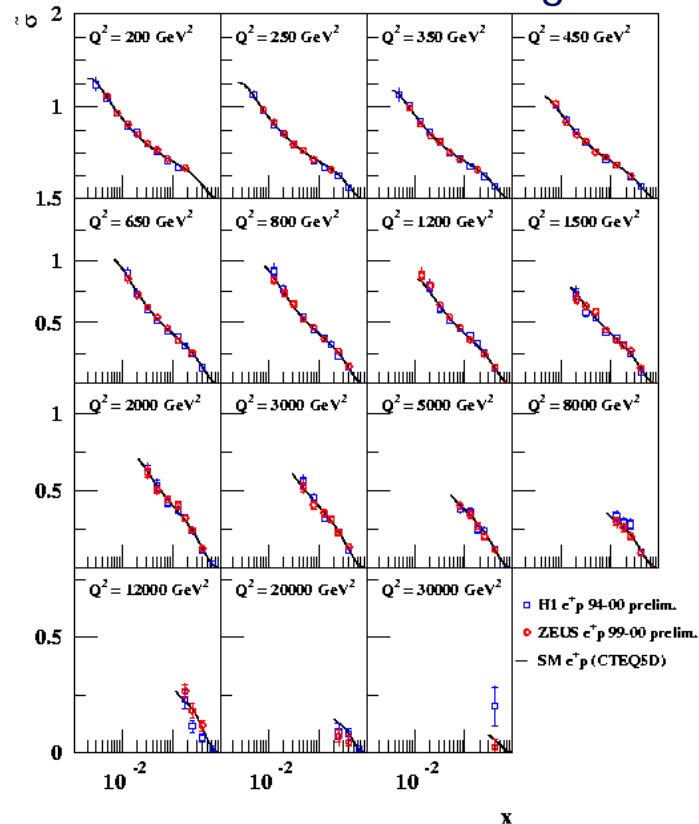 σ̃
2
Q² = 200 GeV² Q² = 250 GeV² Q² = 350 GeV² Q² = 450 GeV²
1
1.5
Q² = 650 GeV² Q² = 800 GeV² Q² = 1200 GeV² Q² = 1500 GeV²
1
0.5
Q² = 2000 GeV² Q² = 3000 GeV² Q² = 5000 GeV² Q² = 8000 GeV²
1
0.5
Q² = 12000 GeV² Q² = 20000 GeV² Q² = 30000 GeV²
H1 e⁺p 94-00 prelim.
0.5
ZEUS e⁺p 99-00 prelim.
SM e⁺p (CTEQ5D)
0
10⁻² 10⁻² 10⁻²
x